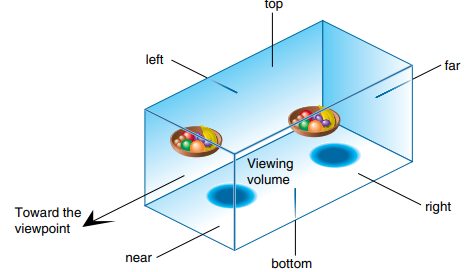 top
left
far
Viewing
volume
Toward the
viewpoint
right
near
bottom